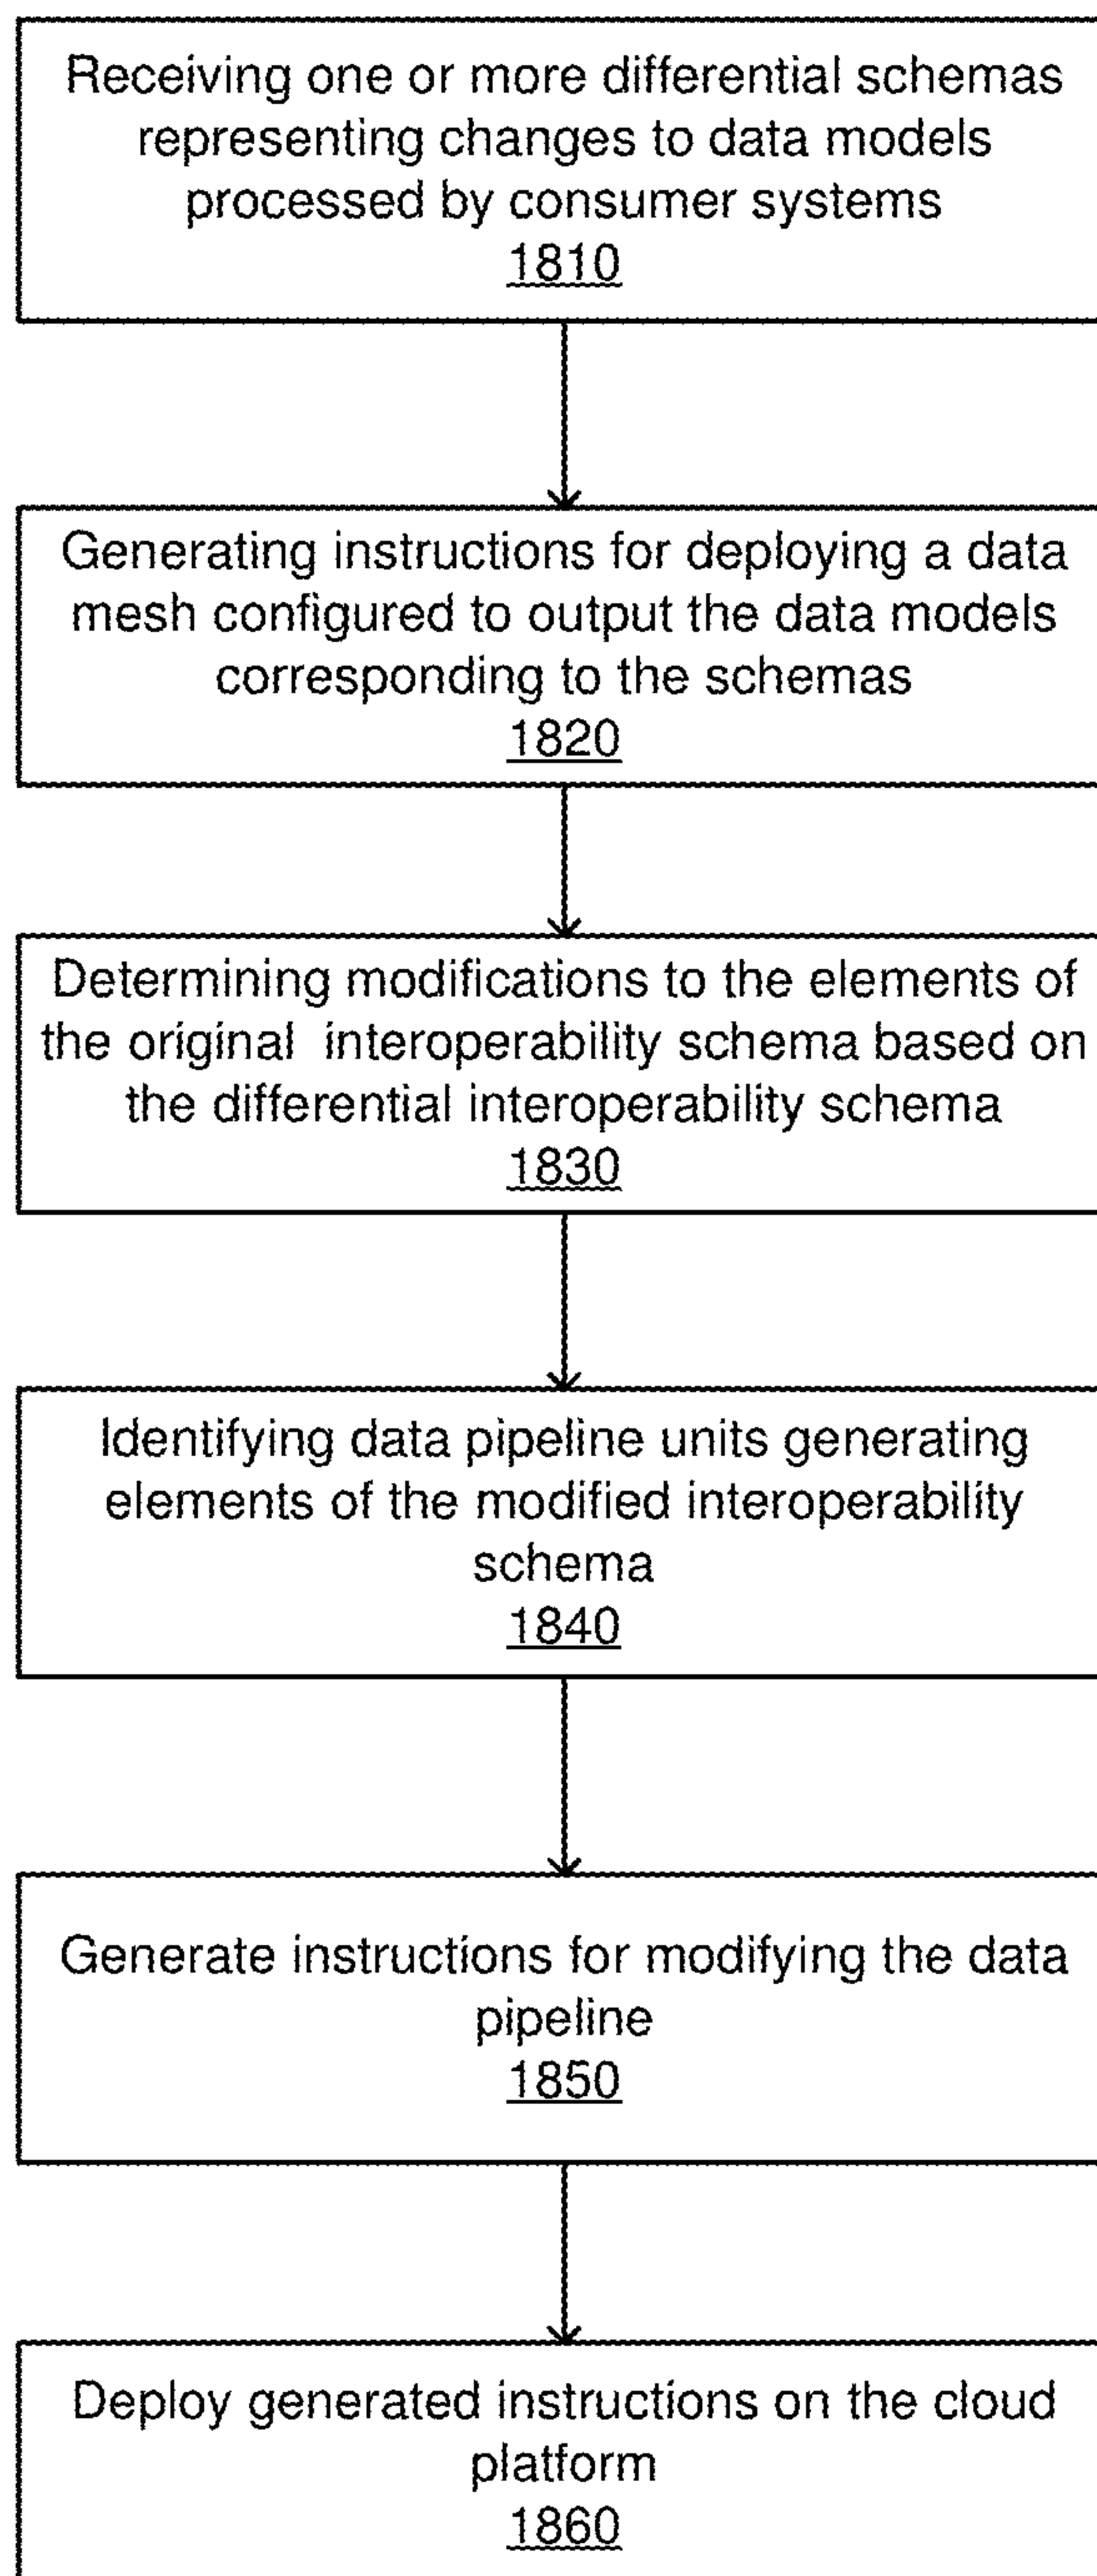 Receiving one or more differential schemas
representing changes to data models
processed by consumer systems
1810
Generating instructions for deploying a data
mesh configured to output the data models
corresponding to the schemas
1820
Determining modifications to the elements of
the original interoperability schema based on
the differential interoperability schema
1830
Identifying data pipeline units generating
elements of the modified interoperability
schema
1840
Generate instructions for modifying the data
pipeline
1850
Deploy generated instructions on the cloud
platform
1860